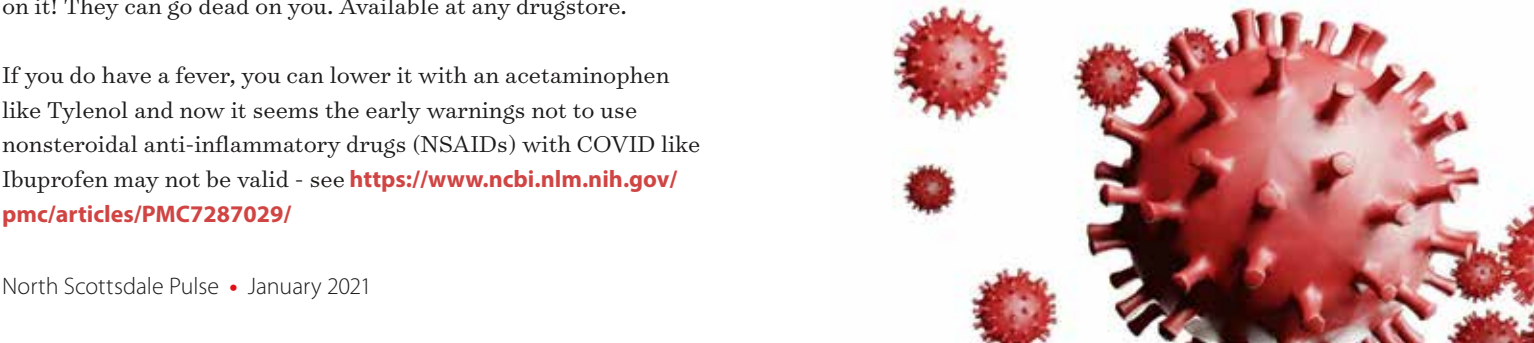 on it! They can go dead on you. Available at any drugstore.
If you do have a fever, you can lower it with an acetaminophen
like Tylenol and now it seems the early warnings not to use
nonsteroidal anti-inflammatory drugs (NSAIDs) with COVID like
Ibuprofen may not be valid - see https://www.ncbi.nlm.nih.gov/
pmc/articles/PMC7287029/
North Scottsdale Pulse • January 2021